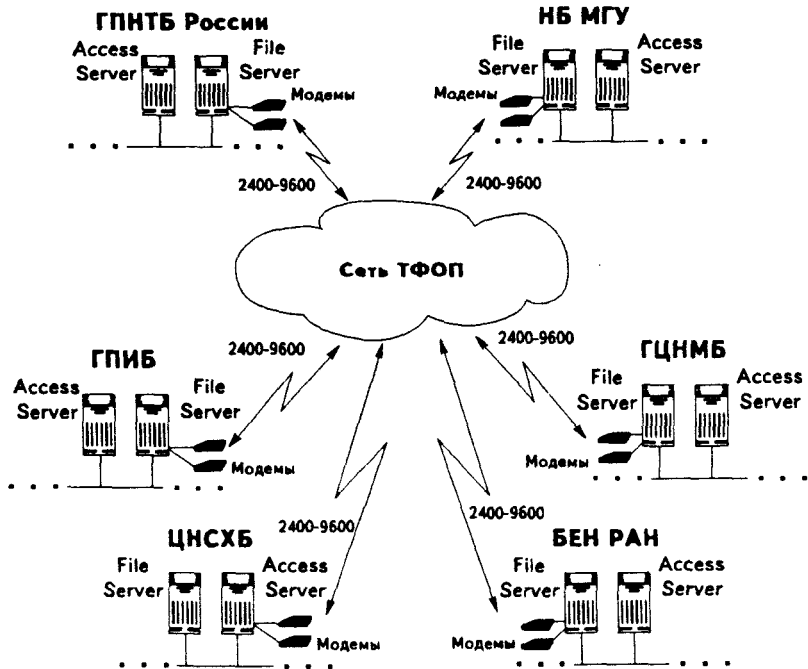 ГПНТБ России
Access
Server
File
Server
Модемы
2400-9600
НБ МГУ
File
Server
Access
Server
Модемы
2400-9600
Сеть ТФОП
ГПИБ
Access
Server
File
Server
Модемы
2400-9600
ГЦНМБ
File
Server
Access
Server
Модемы
2400-9600
ЦНСХБ
File
Server
Access
Server
Модемы
2400-9600
БЕН РАН
File
Server
Access
Server
Модемы
2400-9600